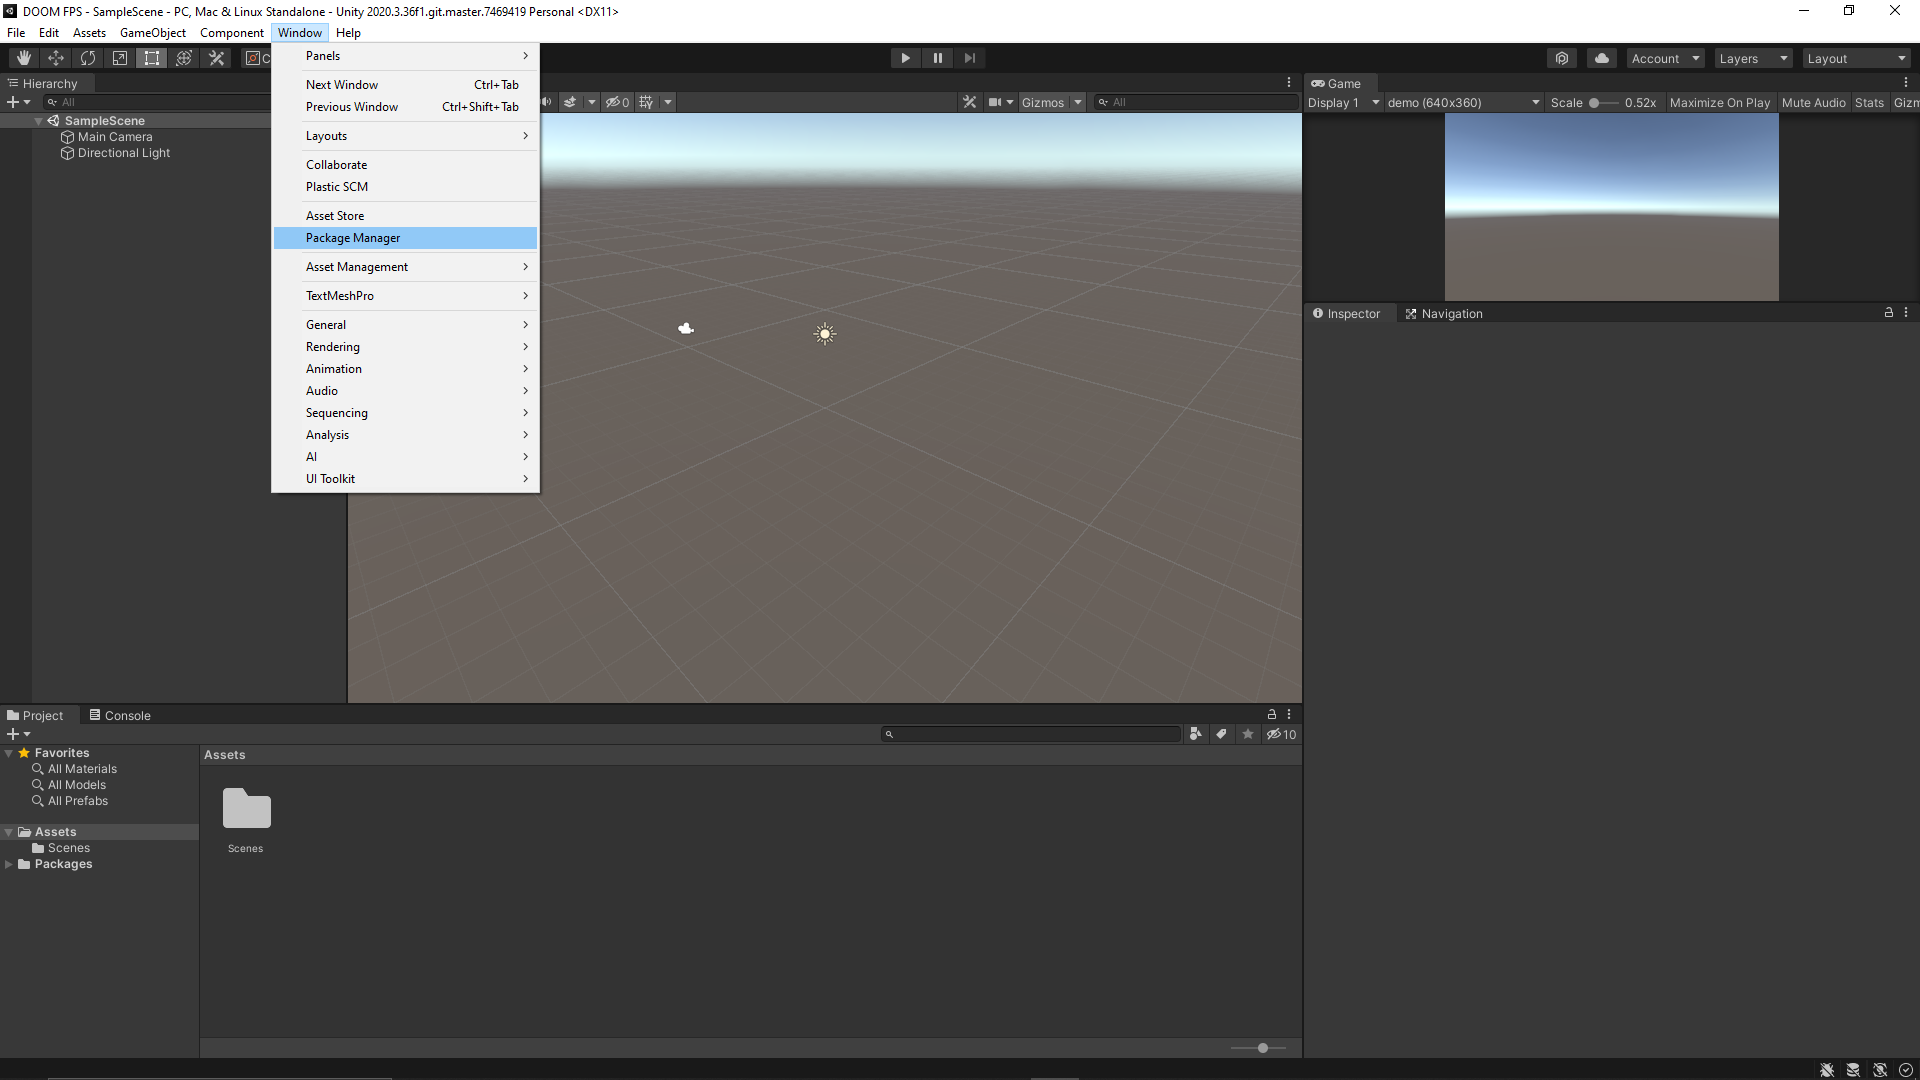 DOOM FPS - SampleScene - PC, Mac & Linux Standalone - Unity 2020.3.36f1.git.master.7469419 Personal <DX11>
File Edit Assets GameObject Component Window Help
Account Layers Layout
Panels
Next Window Ctrl+Tab
Previous Window Ctrl+Shift+Tab
Layouts
Collaborate
Plastic SCM
Asset Store
Package Manager
Asset Management
TextMeshPro
General
Rendering
Animation
Audio
Sequencing
Analysis
AI
UI Toolkit
Hierarchy
All
SampleScene
Main Camera
Directional Light
0
Gizmos
All
Game
Display 1 demo (640x360) Scale 0.52x Maximize On Play Mute Audio Stats Gizm
Inspector Navigation
Project Console
10
Favorites
All Materials
All Models
All Prefabs
Assets
Scenes
Packages
Assets
Scenes